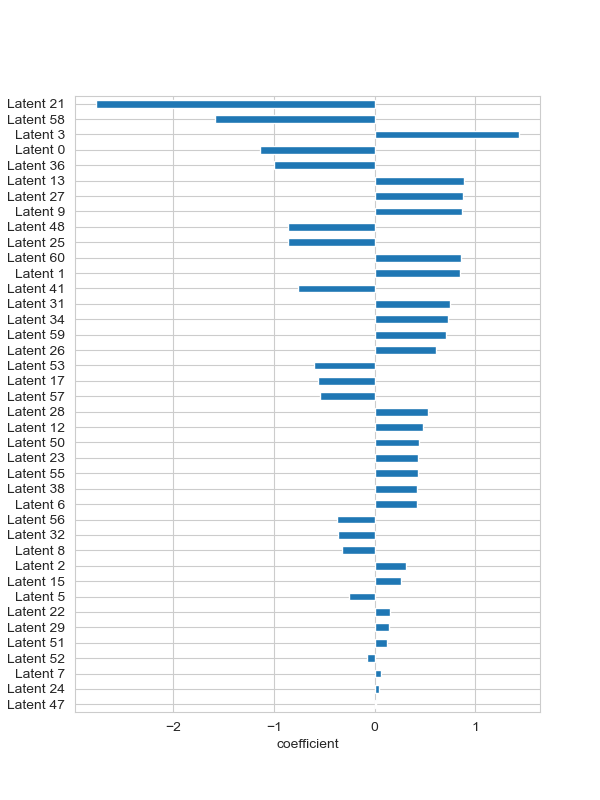 Latent 21
Latent 58
Latent 3
Latent 0
Latent 36
Latent 13
Latent 27
Latent 9
Latent 48
Latent 25
Latent 60
Latent 1
Latent 41
Latent 31
Latent 34
Latent 59
Latent 26
Latent 53
Latent 17
Latent 57
Latent 28
Latent 12
Latent 50
Latent 23
Latent 55
Latent 38
Latent 6
Latent 56
Latent 32
Latent 8
Latent 2
Latent 15
Latent 5
Latent 22
Latent 29
Latent 51
Latent 52
Latent 7
Latent 24
Latent 47
−2 −1 0 1
coefficient